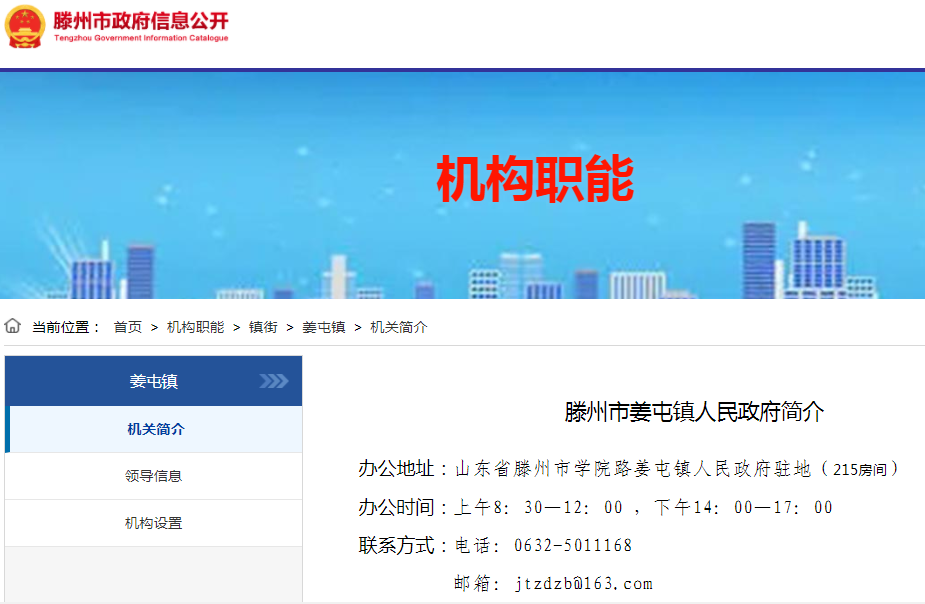 滕州市政府信息公开
Tengzhou Government Information Catalogue
机构职能
当前位置： 首页 > 机构职能 > 镇街 > 姜屯镇 > 机关简介
姜屯镇
机关简介
领导信息
机构设置
滕州市姜屯镇人民政府简介
办公地址：山东省滕州市学院路姜屯镇人民政府驻地（215房间）
办公时间：上午8：30—12：00 ，下午14：00—17：00
联系方式：电话：0632-5011168
邮箱：jtzdzb@163.com